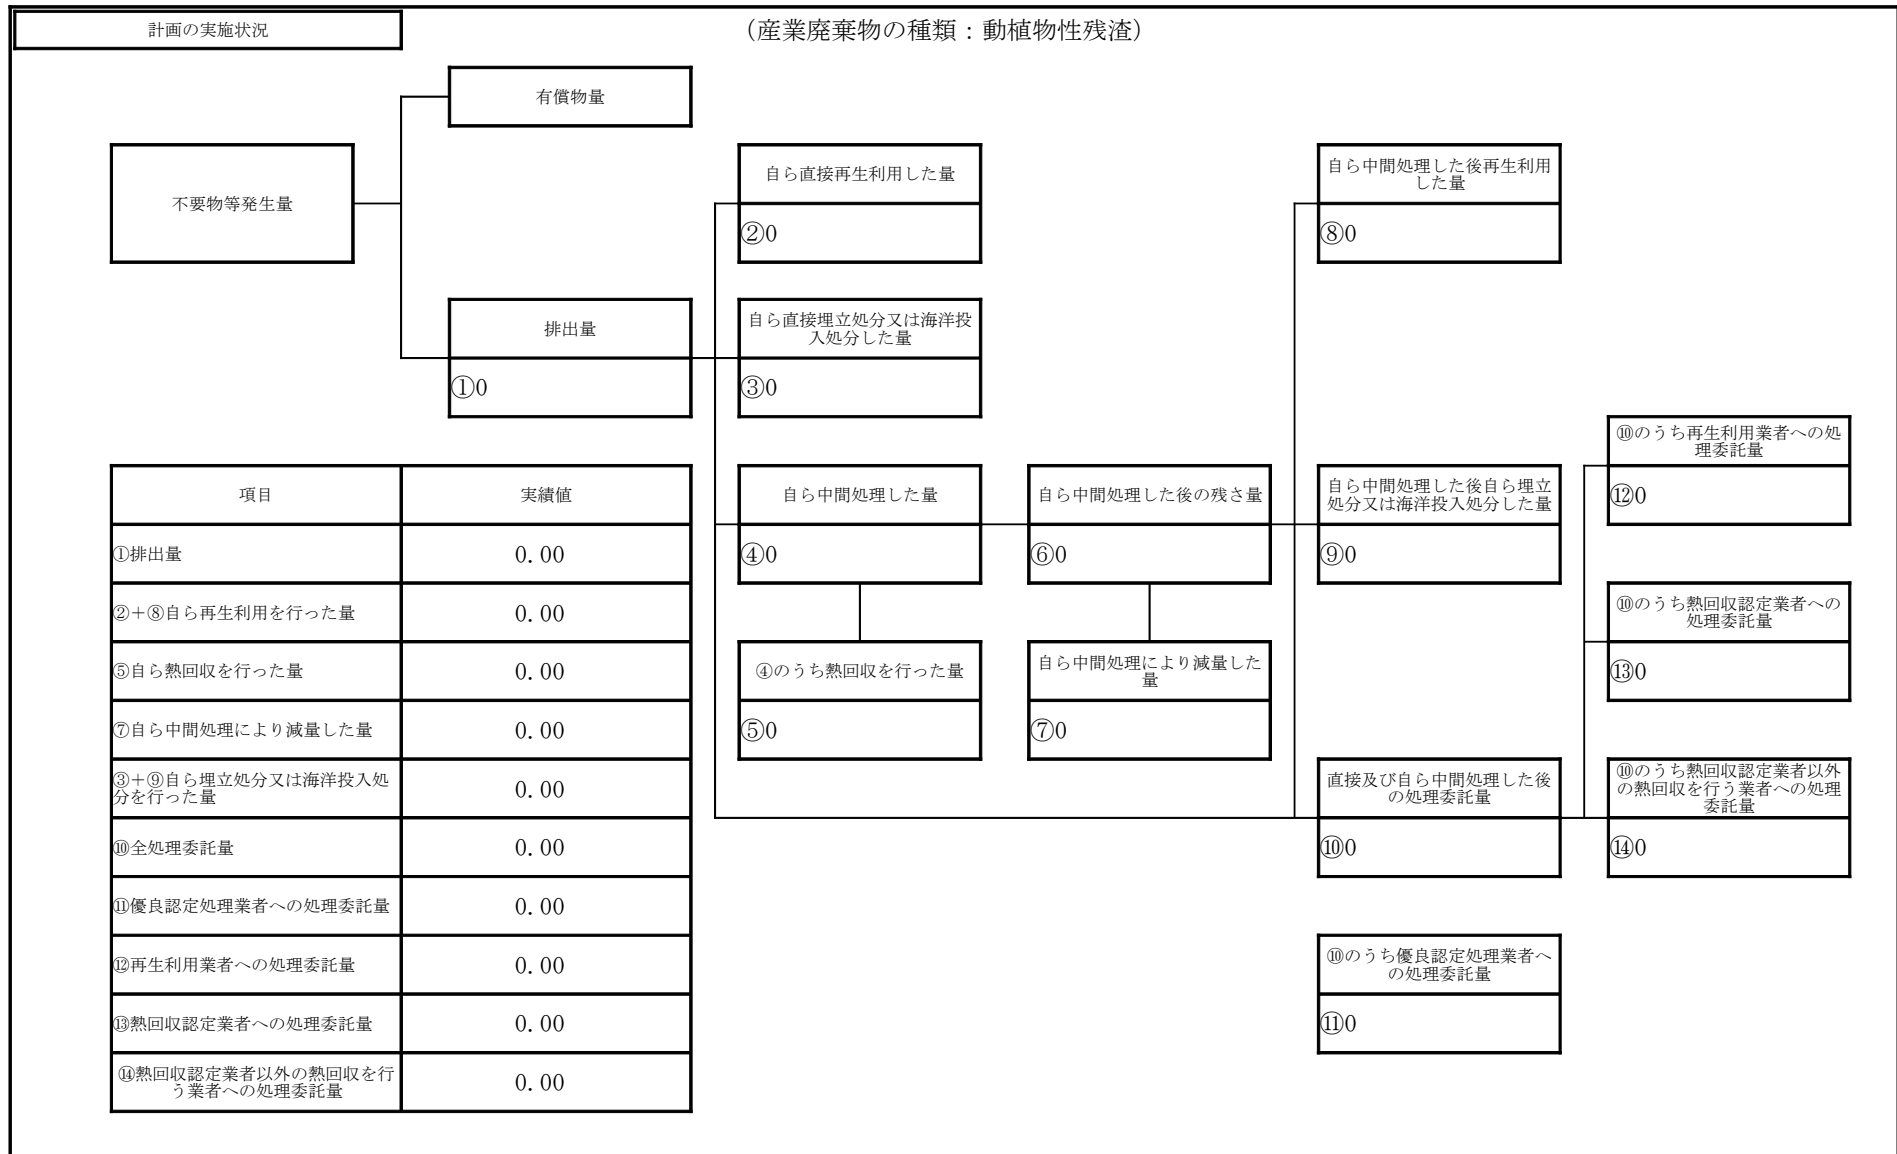 計画の実施状況
（産業廃棄物の種類：動植物性残渣）
有償物量
不要物等発生量
自ら直接再生利用した量
②0
自ら中間処理した後再生利用
した量
⑧0
排出量
①0
自ら直接埋立処分又は海洋投
入処分した量
③0
⑩のうち再生利用業者への処
理委託量
⑫0
項目
実績値
①排出量
0.00
②＋⑧自ら再生利用を行った量
0.00
⑤自ら熱回収を行った量
0.00
⑦自ら中間処理により減量した量
0.00
③＋⑨自ら埋立処分又は海洋投入処
分を行った量
0.00
⑩全処理委託量
0.00
⑪優良認定処理業者への処理委託量
0.00
⑫再生利用業者への処理委託量
0.00
⑬熱回収認定業者への処理委託量
0.00
⑭熱回収認定業者以外の熱回収を行
う業者への処理委託量
0.00
自ら中間処理した量
④0
自ら中間処理した後の残さ量
⑥0
自ら中間処理した後自ら埋立
処分又は海洋投入処分した量
⑨0
④のうち熱回収を行った量
⑤0
自ら中間処理により減量した
量
⑦0
⑩のうち熱回収認定業者への
処理委託量
⑬0
直接及び自ら中間処理した後
の処理委託量
⑩0
⑩のうち熱回収認定業者以外
の熱回収を行う業者への処理
委託量
⑭0
⑩のうち優良認定処理業者へ
の処理委託量
⑪0